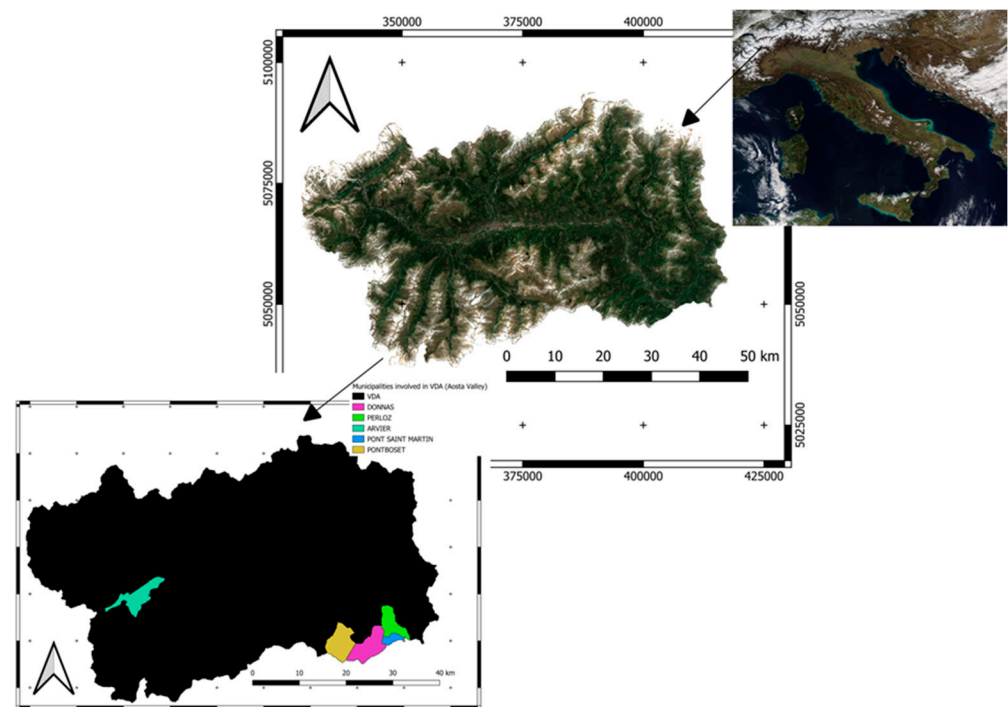 350000
375000
400000
5100000
5075000
5050000
5050000
5025000
0 10 20 30 40 50 km
375000
400000
425000
Municipalities involved in VDA (Aosta Valley)
VDA
DONNAS
PERLOZ
ARVIER
PONT SAINT MARTIN
PONTBOSET
0 10 20 30 40 km